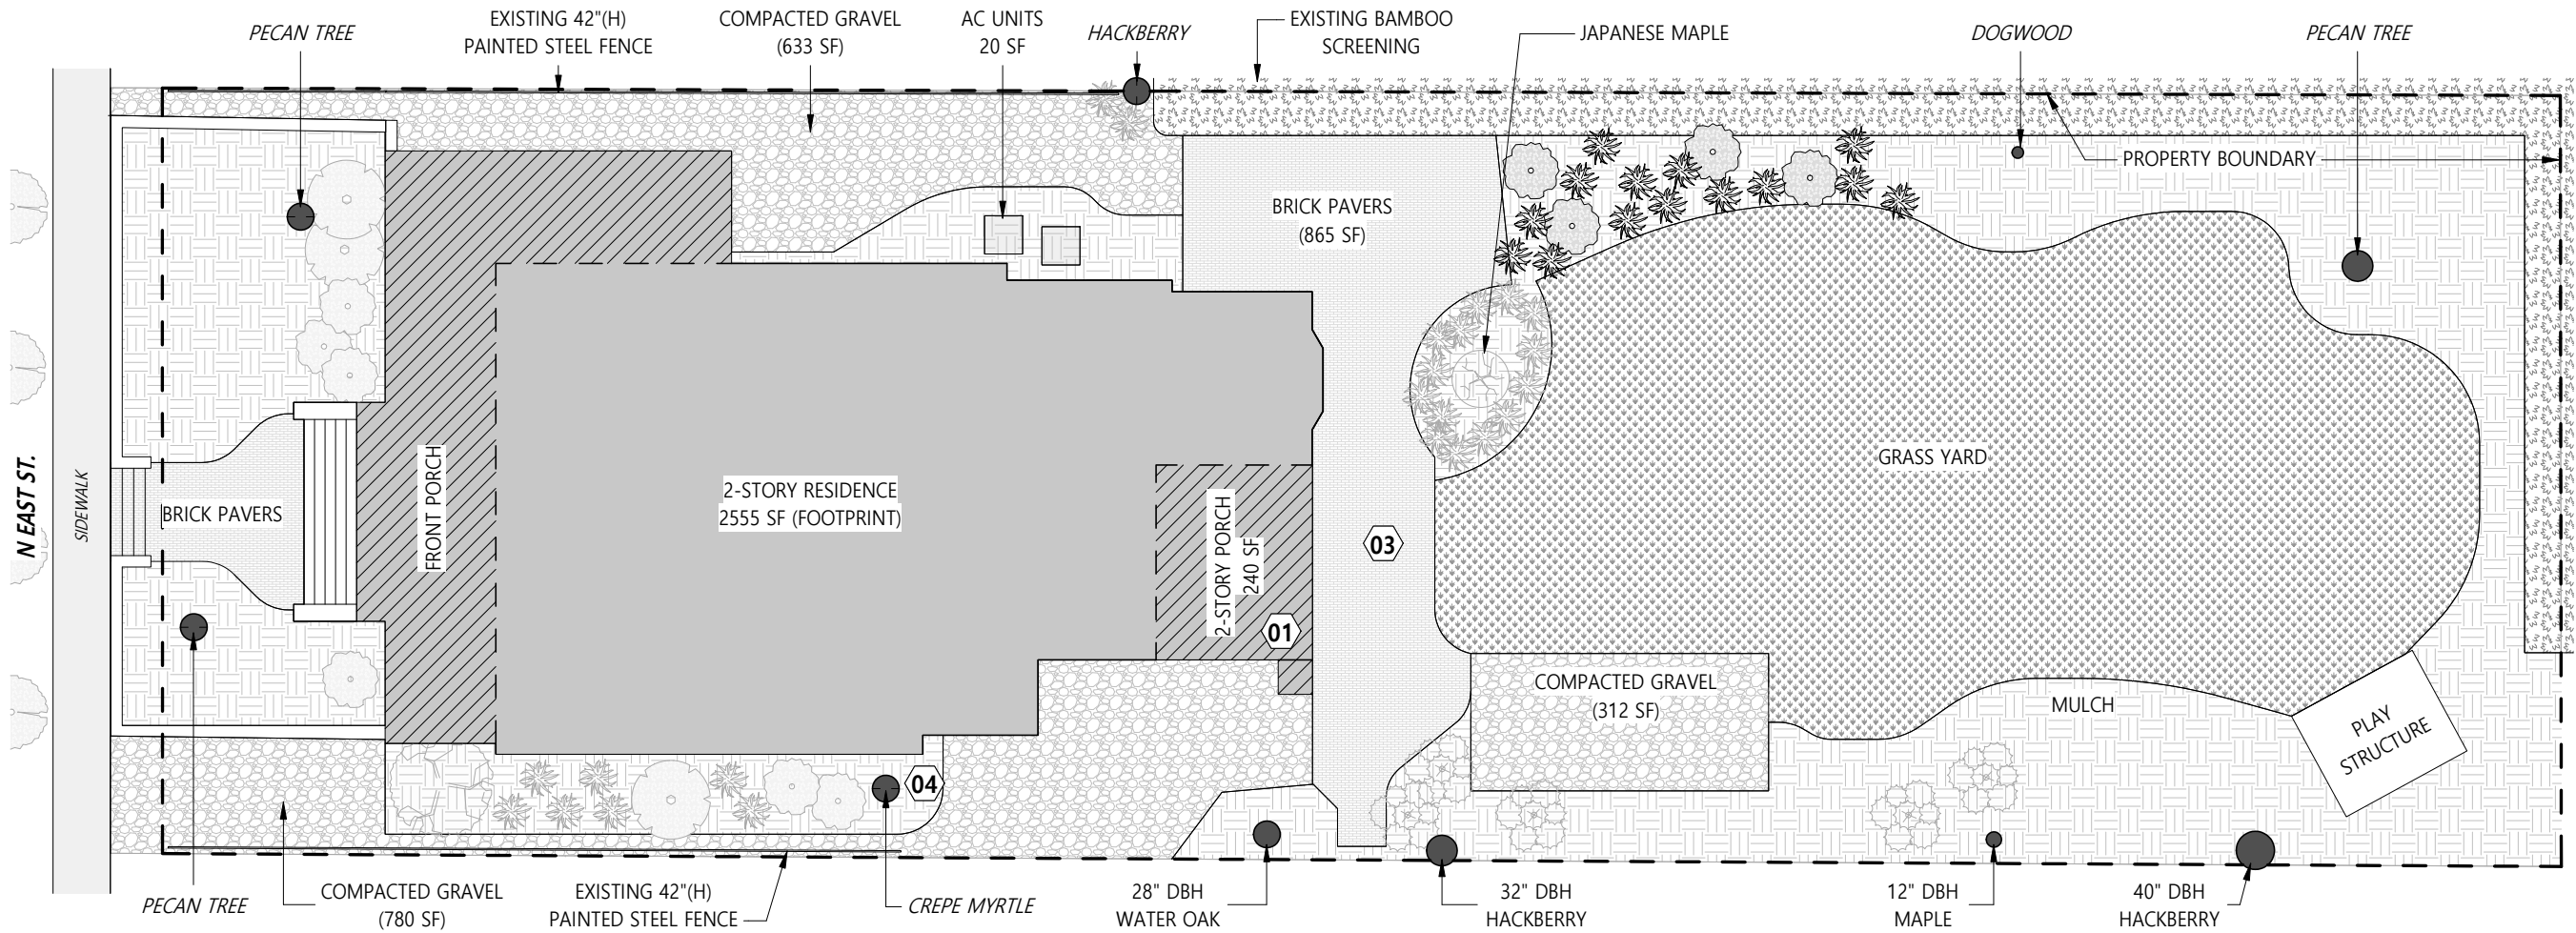 PECAN TREE
EXISTING 42"(H)
PAINTED STEEL FENCE
COMPACTED GRAVEL
(633 SF)
AC UNITS
20 SF
HACKBERRY
EXISTING BAMBOO
SCREENING
JAPANESE MAPLE
DOGWOOD
PECAN TREE
PROPERTY BOUNDARY
BRICK PAVERS
(865 SF)
N EAST ST.
SIDEWALK
BRICK PAVERS
FRONT PORCH
2-STORY RESIDENCE
2555 SF (FOOTPRINT)
2-STORY PORCH
240 SF
01
03
GRASS YARD
COMPACTED GRAVEL
(312 SF)
MULCH
PLAY
STRUCTURE
04
PECAN TREE
COMPACTED GRAVEL
(780 SF)
EXISTING 42"(H)
PAINTED STEEL FENCE
CREPE MYRTLE
28" DBH
WATER OAK
32" DBH
HACKBERRY
12" DBH
MAPLE
40" DBH
HACKBERRY